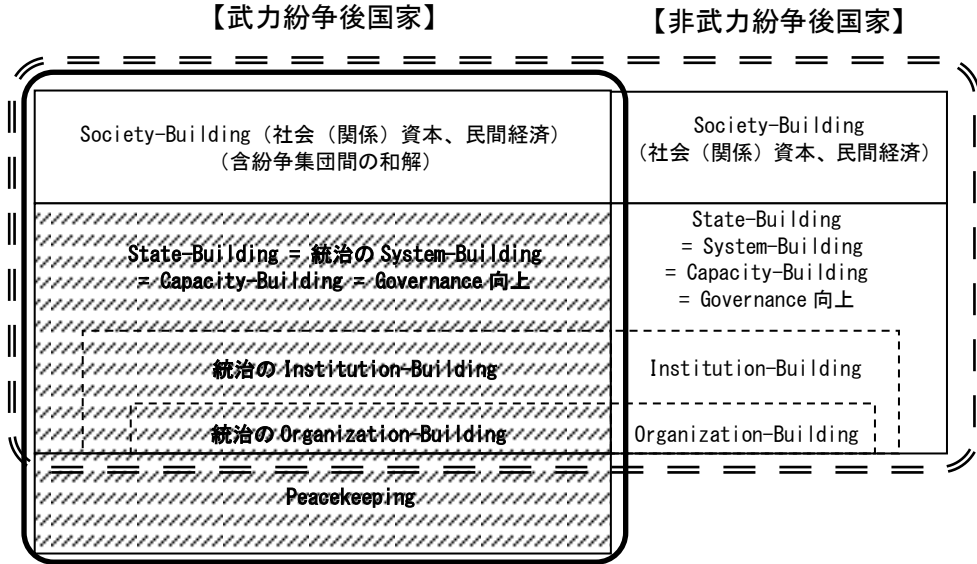 【武力紛争後国家】
【非武力紛争後国家】
Society-Building（社会（関係）資本、民間経済）
（含紛争集団間の和解）
Society-Building
（社会（関係）資本、民間経済）
State-Building = 統治の System-Building
= Capacity-Building = Governance 向上
State-Building
= System-Building
= Capacity-Building
= Governance 向上
統治の Institution-Building
Institution-Building
統治の Organization-Building
Organization-Building
Peacekeeping